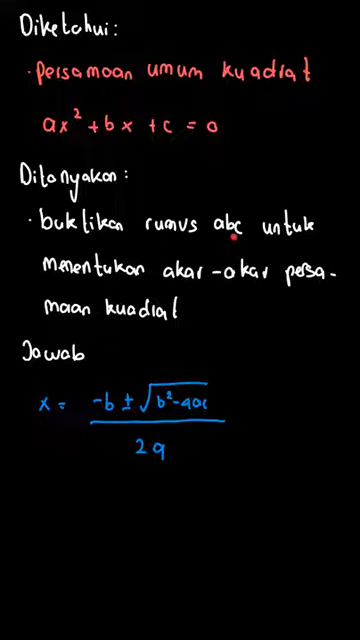 Diketahui:
· Persamaan umum kuadrat
ax² + bx + c = 0
Ditanyakan:
· buktikan rumus abc untuk
menentukan akar-akar persa-
maan kuadrat
Jawab
x = -b ± √b²-4ac
2a